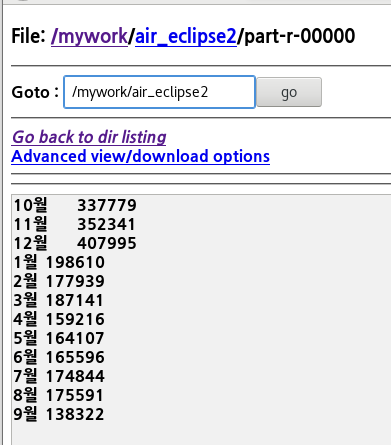 File: /mywork/air_eclipse2/part-r-00000
Goto : /mywork/air_eclipse2 go
Go back to dir listing
Advanced view/download options
10월 337779
11월 352341
12월 407995
1월 198610
2월 177939
3월 187141
4월 159216
5월 164107
6월 165596
7월 174844
8월 175591
9월 138322